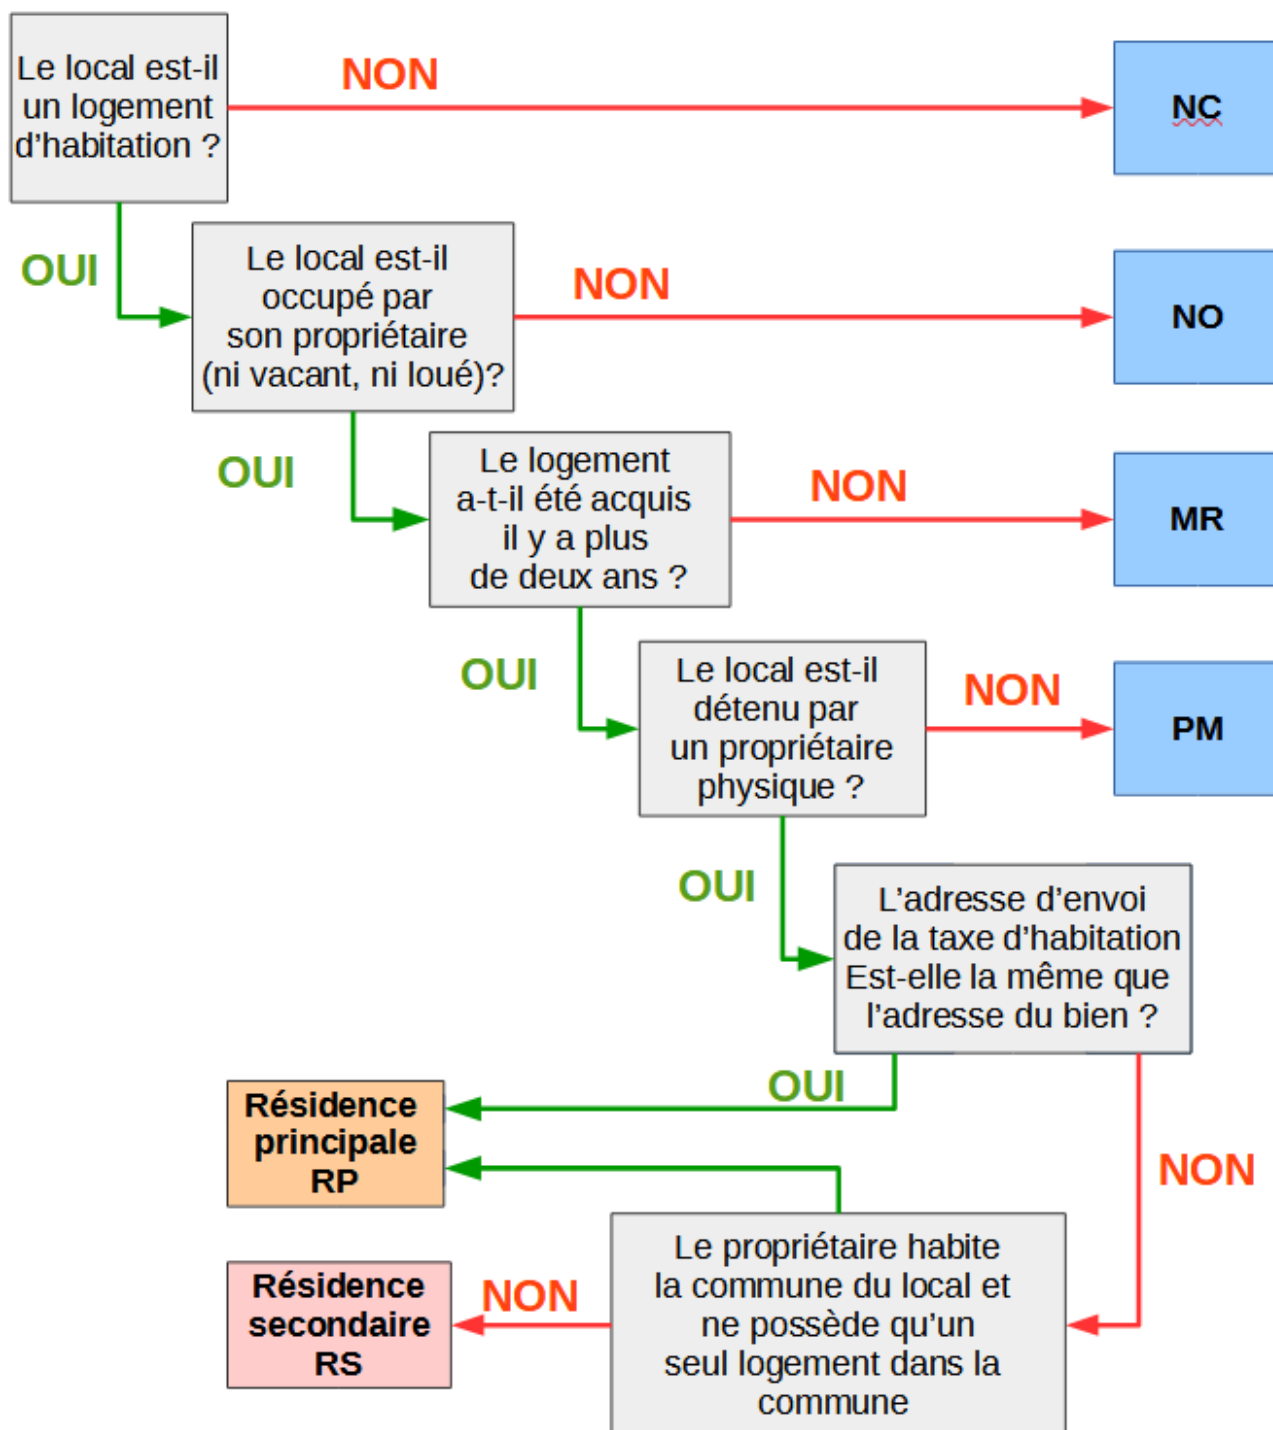 Le local est-il
un logement
d'habitation ?
NON
NC
OUI
Le local est-il
occupé par
son propriétaire
(ni vacant, ni loué)?
NON
NO
OUI
Le logement
a-t-il été acquis
il y a plus
de deux ans ?
NON
MR
OUI
Le local est-il
détenu par
un propriétaire
physique ?
NON
PM
OUI
L’adresse d’envoi
de la taxe d’habitation
Est-elle la même que
l’adresse du bien ?
OUI
NON
Résidence
principale
RP
Le propriétaire habite
la commune du local et
ne possède qu’un
seul logement dans la
commune
NON
Résidence
secondaire
RS